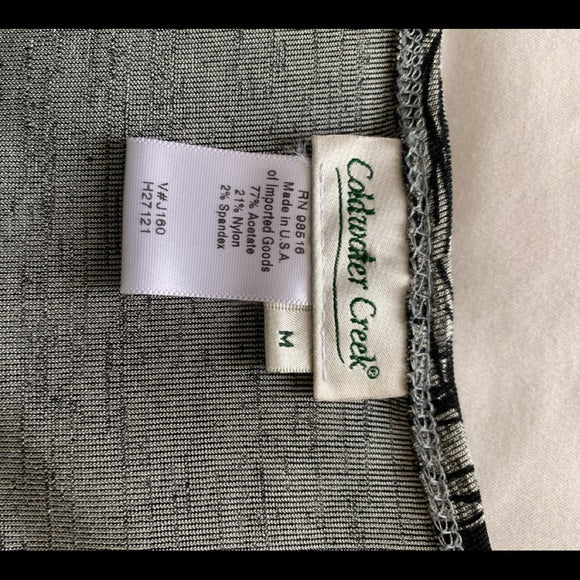 Coldwater Creek®
M
RN 98516
Made in U.S.A.
of Imported Goods
77% Acetate
21% Nylon
2% Spandex
V#J160
H27121